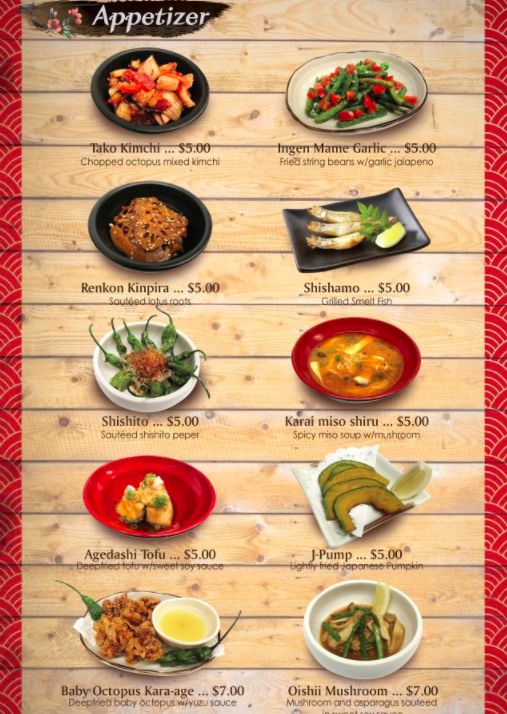 Appetizer
Tako Kimchi ... $5.00
Chopped octopus mixed kimchi
Ingen Mame Garlic ... $5.00
Fried string beans w/garlic jalapeno
Renkon Kinpira ... $5.00
Sautéed lotus roots
Shishamo ... $5.00
Grilled Smelt Fish
Shishito ... $5.00
Sautéed shishito peper
Karai miso shiru ... $5.00
Spicy miso soup w/mushroom
Agedashi Tofu ... $5.00
Deepfried tofu w/sweet soy sauce
J-Pump ... $5.00
Lightly fried Japanese Pumpkin
Baby Octopus Kara-age ... $7.00
Deepfried baby octopus w/yuzu sauce
Oishii Mushroom ... $7.00
Mushroom and asparagus sauteed
in sweet soy sauce